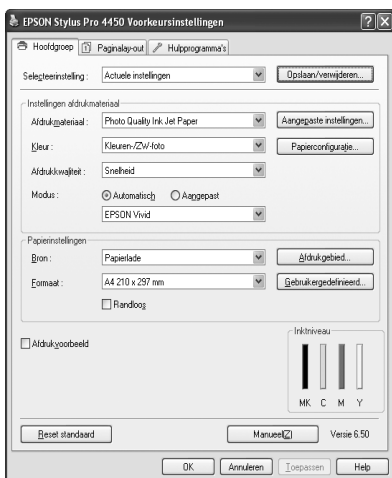 EPSON Stylus Pro 4450 Voorkeursinstellingen
Hoofdgroep Paginalay-out Hulpprogramma's
Selecteerinstelling : Actuele instellingen Opslaan/verwijderen...
Instellingen afdrukmateriaal
Afdrukmateriaal : Photo Quality Ink Jet Paper Aangepaste instellingen...
Kleur : Kleuren-/ZW-foto Papierconfiguratie...
Afdrukkwaliteit : Snelheid
Modus : Automatisch Aangepast
EPSON Vivid
Papierinstellingen
Bron : Papierlade Afdrukgebied...
Formaat : A4 210 x 297 mm Gebruikergedefinieerd...
Randloos
Afdrukvoorbeeld
Inktniveau
MK C M Y
Reset standaard Manueel(Z) Versie 6.50
OK Annuleren Toepassen Help